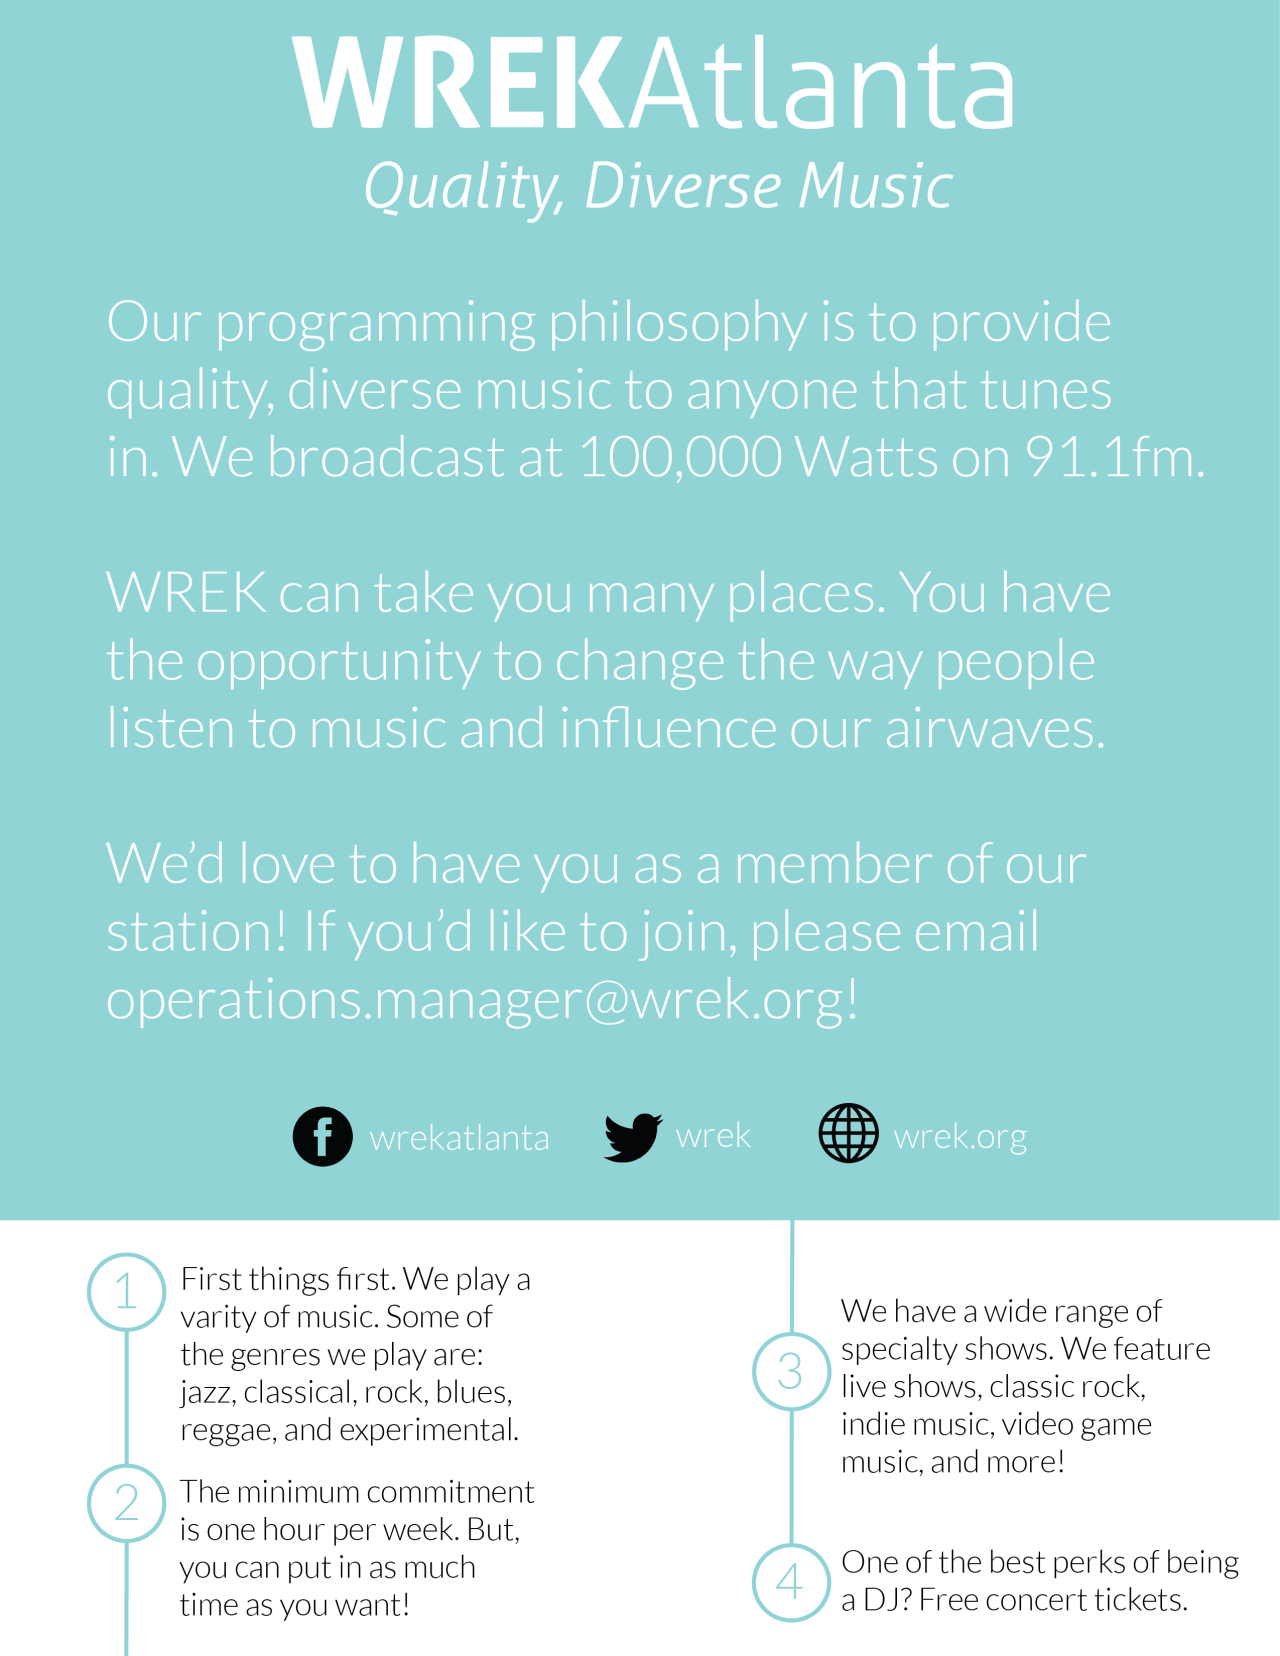 WREKAtlanta
Quality, Diverse Music
Our programming philosophy is to provide
quality, diverse music to anyone that tunes
in. We broadcast at 100,000 Watts on 91.1fm.
WREK can take you many places. You have
the opportunity to change the way people
listen to music and influence our airwaves.
We’d love to have you as a member of our
station! If you’d like to join, please email
operations.manager@wrek.org!
f wrekatlanta wrek wrek.org
1
First things first. We play a
varity of music. Some of
the genres we play are:
jazz, classical, rock, blues,
reggae, and experimental.
2
The minimum commitment
is one hour per week. But,
you can put in as much
time as you want!
3
We have a wide range of
specialty shows. We feature
live shows, classic rock,
indie music, video game
music, and more!
4
One of the best perks of being
a DJ? Free concert tickets.